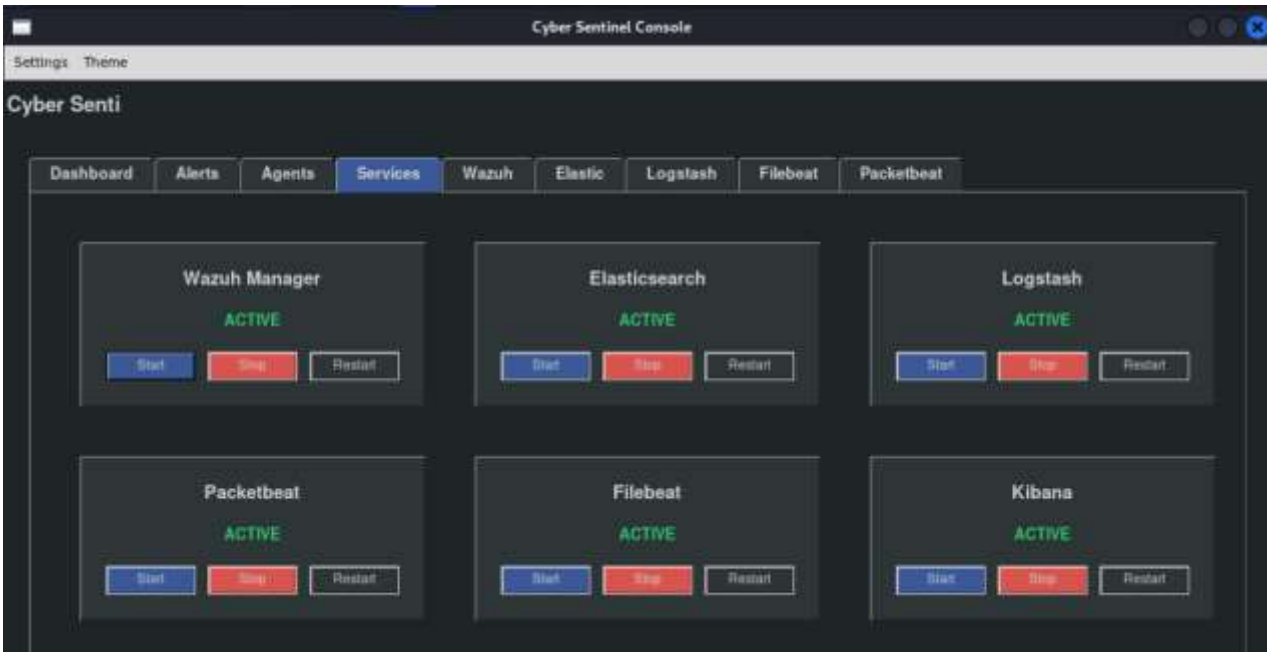 Cyber Sentinel Console
Settings Theme
Cyber Senti
Dashboard Alerts Agents Services Wazuh Elastic Logstash Filebeat Packetbeat
Wazuh Manager Elasticsearch Logstash
ACTIVE ACTIVE ACTIVE
Start Stop Restart Start Stop Restart Start Stop Restart
Packetbeat Filebeat Kibana
ACTIVE ACTIVE ACTIVE
Start Stop Restart Start Stop Restart Start Stop Restart